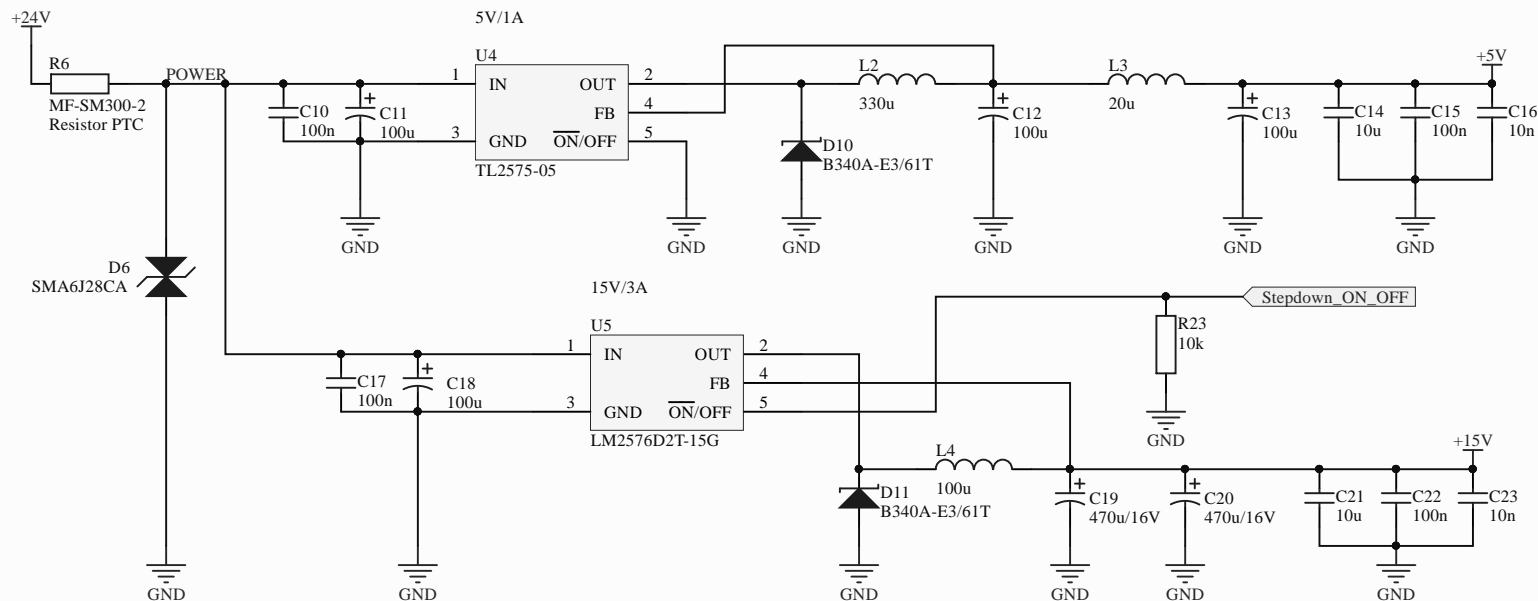 +24V
5V/1A
R6
MF-SM300-2
Resistor PTC
POWER
C10
100n
C11
100u
U4
1
IN
OUT
2
FB
4
3
GND
ON/OFF
5
TL2575-05
GND
GND
L2
330u
D10
B340A-E3/61T
GND
C12
100u
GND
L3
20u
C13
100u
GND
+5V
C14
10u
C15
100n
C16
10n
GND
D6
SMA6J28CA
GND
15V/3A
U5
1
IN
OUT
2
FB
4
3
GND
ON/OFF
5
LM2576D2T-15G
C17
100n
C18
100u
GND
Stepdown_ON_OFF
R23
10k
GND
L4
100u
D11
B340A-E3/61T
GND
C19
470u/16V
GND
C20
470u/16V
GND
+15V
C21
10u
C22
100n
C23
10n
GND